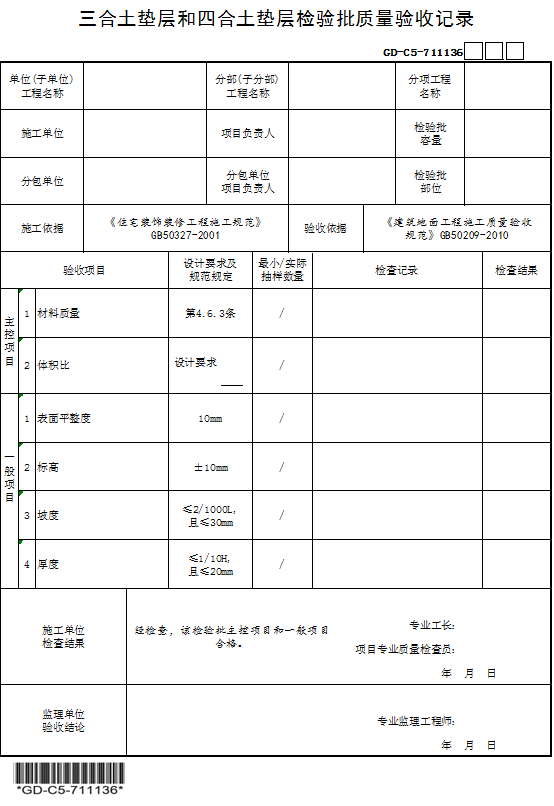 三合土垫层和四合土垫层检验批质量验收记录
GD-C5-711136
单位(子单位)
工程名称
分部(子分部)
工程名称
分项工程
名称
施工单位
项目负责人
检验批
容量
分包单位
分包单位
项目负责人
检验批
部位
施工依据
《住宅装饰装修工程施工规范》
GB50327-2001
验收依据
《建筑地面工程施工质量验收
规范》GB50209-2010
验收项目
设计要求及
规范规定
最小/实际
抽样数量
检查记录
检查结果
主控项目
1 材料质量 第4.6.3条 /
2 体积比 设计要求 /
一般项目
1 表面平整度 10mm /
2 标高 ±10mm /
3 坡度 ≤2/1000L,
且≤30mm /
4 厚度 ≤1/10H,
且≤20mm /
施工单位
检查结果
经检查，该检验批主控项目和一般项目
合格。
专业工长：
项目专业质量检查员：
年 月 日
监理单位
验收结论
专业监理工程师：
年 月 日
*GD-C5-711136*